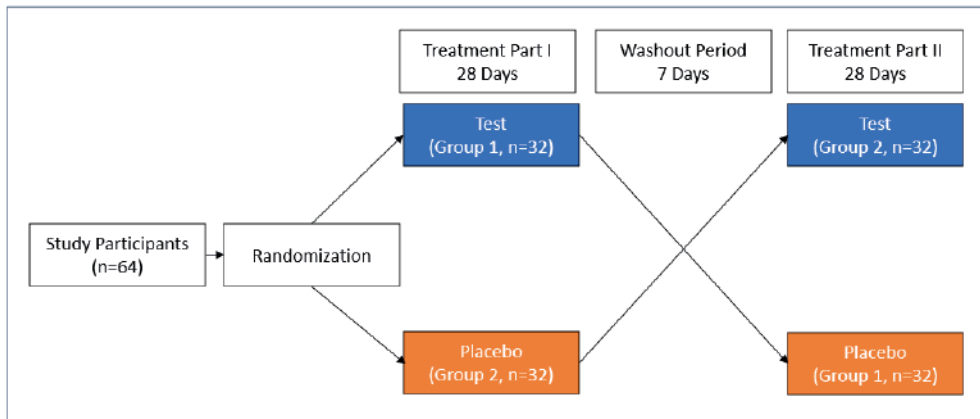 Treatment Part I
28 Days
Washout Period
7 Days
Treatment Part II
28 Days
Test
(Group 1, n=32)
Test
(Group 2, n=32)
Study Participants
(n=64)
Randomization
Placebo
(Group 2, n=32)
Placebo
(Group 1, n=32)